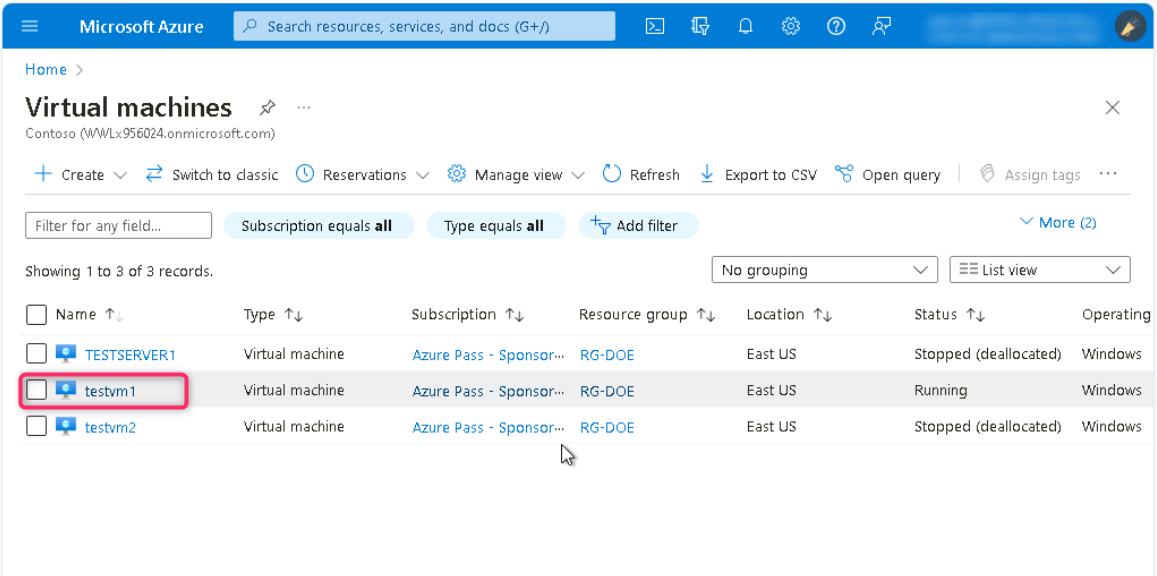 Microsoft Azure Search resources, services, and docs (G+/)
Home >
Virtual machines ...
Contoso (WWLx956024.onmicrosoft.com)
+ Create Switch to classic Reservations Manage view Refresh Export to CSV Open query Assign tags ...
Filter for any field... Subscription equals all Type equals all Add filter More (2)
Showing 1 to 3 of 3 records. No grouping List view
Name ↑↓ Type ↑↓ Subscription ↑↓ Resource group ↑↓ Location ↑↓ Status ↑↓ Operating
TESTSERVER1 Virtual machine Azure Pass - Sponsor... RG-DOE East US Stopped (deallocated) Windows
testvm1 Virtual machine Azure Pass - Sponsor... RG-DOE East US Running Windows
testvm2 Virtual machine Azure Pass - Sponsor... RG-DOE East US Stopped (deallocated) Windows